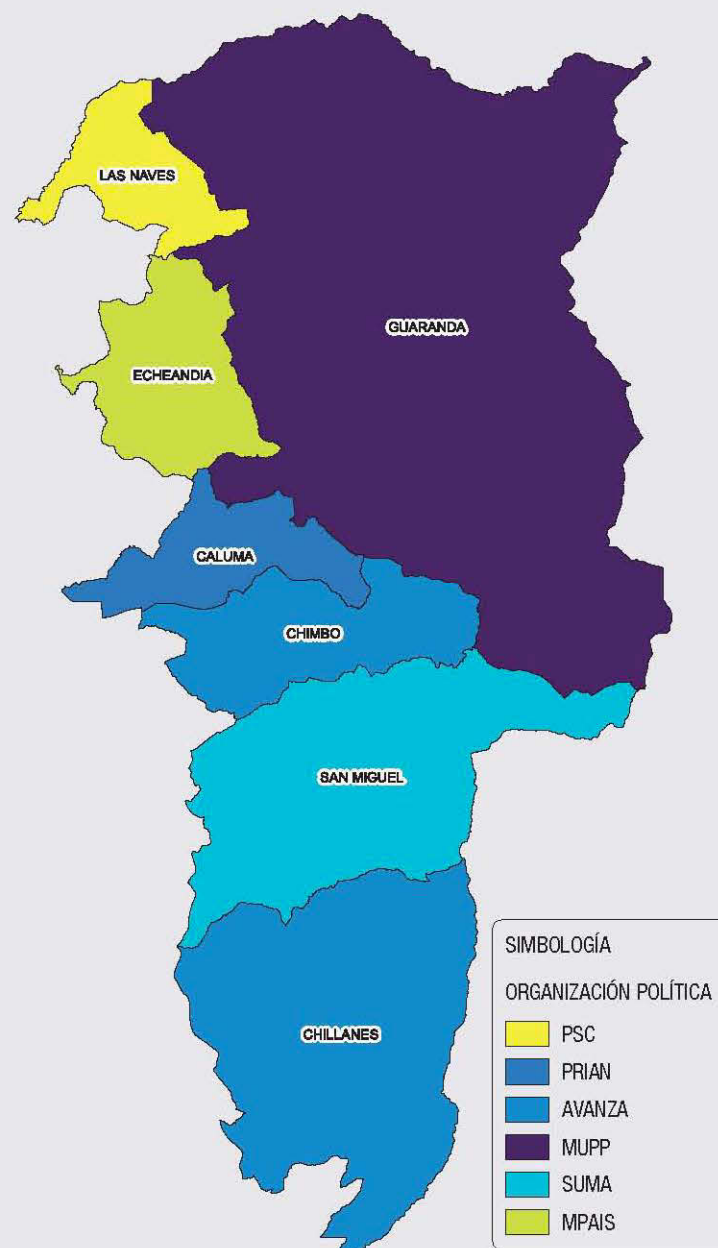 LAS NAVES
GUARANDA
ECHEANDIA
CALUMA
CHIMBO
SAN MIGUEL
CHILLANES
SIMBOLOGÍA
ORGANIZACIÓN POLÍTICA
PSC
PRIAN
AVANZA
MUPP
SUMA
MPAIS